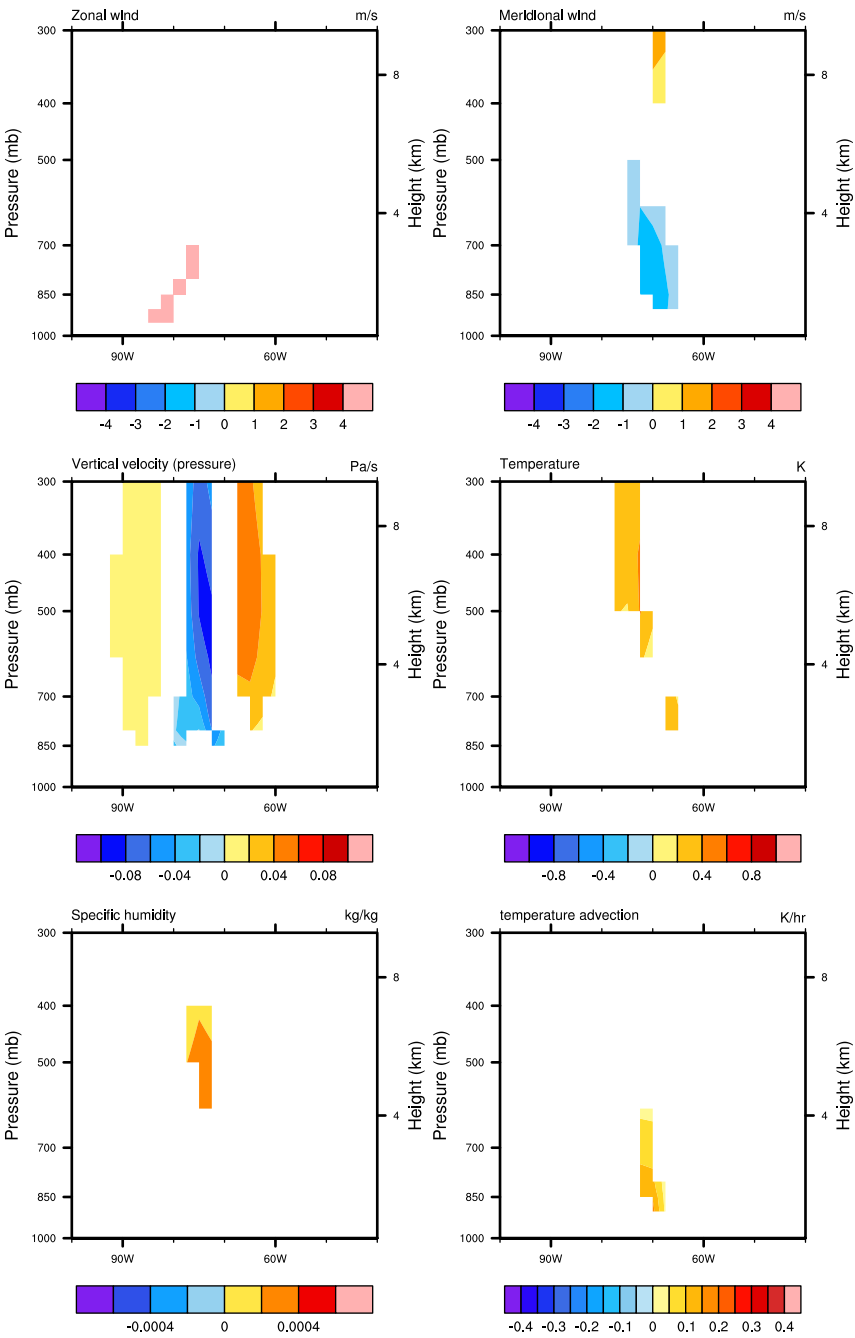 Zonal wind m/s
300
400
500
700
850
1000
Pressure (mb)
8
4
Height (km)
90W 60W
-4 -3 -2 -1 0 1 2 3 4
Meridional wind m/s
300
400
500
700
850
1000
Pressure (mb)
8
4
Height (km)
90W 60W
-4 -3 -2 -1 0 1 2 3 4
Vertical velocity (pressure) Pa/s
300
400
500
700
850
1000
Pressure (mb)
8
4
Height (km)
90W 60W
-0.08 -0.04 0 0.04 0.08
Temperature K
300
400
500
700
850
1000
Pressure (mb)
8
4
Height (km)
90W 60W
-0.8 -0.4 0 0.4 0.8
Specific humidity kg/kg
300
400
500
700
850
1000
Pressure (mb)
8
4
Height (km)
90W 60W
-0.0004 0 0.0004
temperature advection K/hr
300
400
500
700
850
1000
Pressure (mb)
8
4
Height (km)
90W 60W
-0.4 -0.3 -0.2 -0.1 0 0.1 0.2 0.3 0.4